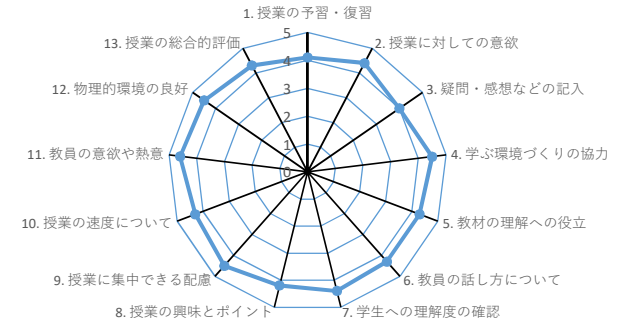 1. 授業の予習・復習
2. 授業に対しての意欲
3. 疑問・感想などの記入
4. 学ぶ環境づくりの協力
5. 教材の理解への役立
6. 教員の話し方について
7. 学生への理解度の確認
8. 授業の興味とポイント
9. 授業に集中できる配慮
10. 授業の速度について
11. 教員の意欲や熱意
12. 物理的環境の良好
13. 授業の総合的評価
5
4
3
2
1
0